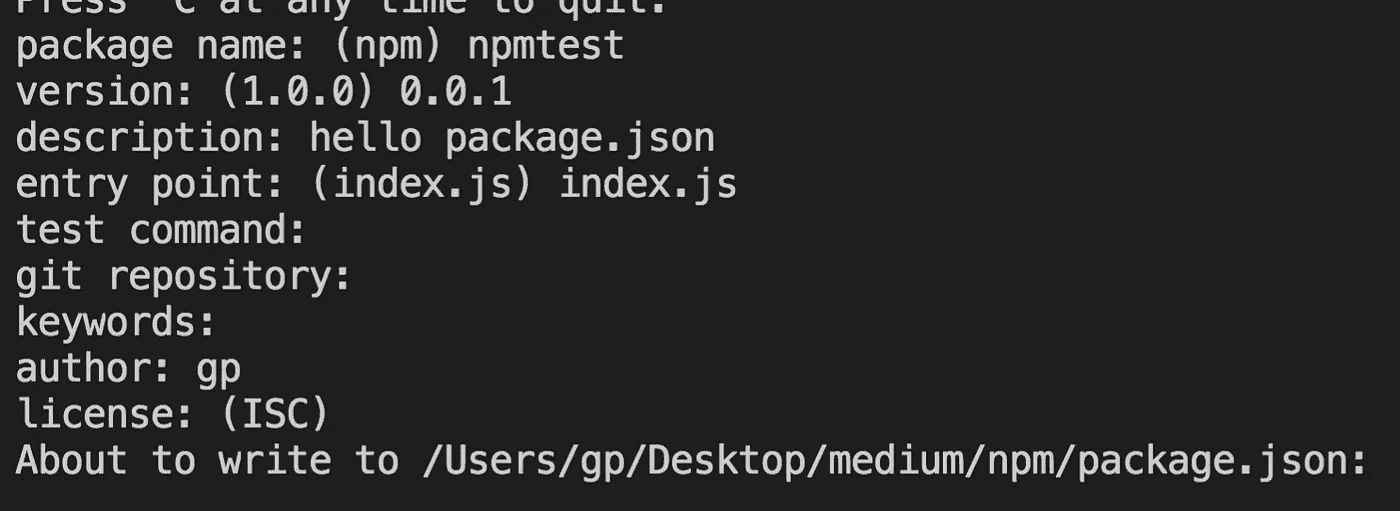 Press ^C at any time to quit.
package name: (npm) npmtest
version: (1.0.0) 0.0.1
description: hello package.json
entry point: (index.js) index.js
test command:
git repository:
keywords:
author: gp
license: (ISC)
About to write to /Users/gp/Desktop/medium/npm/package.json: